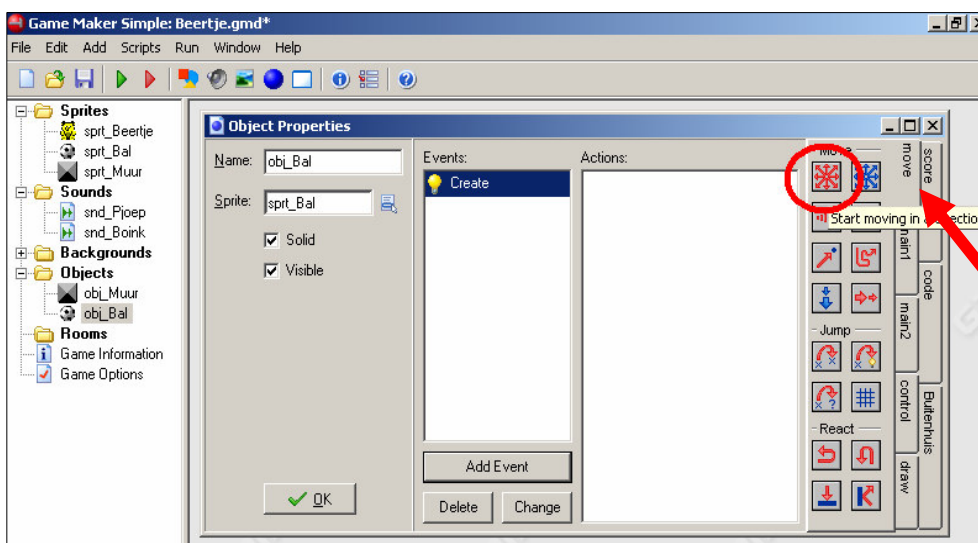 Game Maker Simple: Beertje.gmd*
File Edit Add Scripts Run Window Help
Sprites
sprt_Beertje
sprt_Bal
sprt_Muur
Sounds
snd_Pjoep
snd_Boink
Backgrounds
Objects
obj_Muur
obj_Bal
Rooms
Game Information
Game Options
Object Properties
Name: obj_Bal
Sprite: sprt_Bal
Solid
Visible
OK
Events:
Create
Add Event
Delete Change
Actions:
Move
Start moving in a
Jump
React
move
main1
main2
control
draw
score
code
Buitenhuis